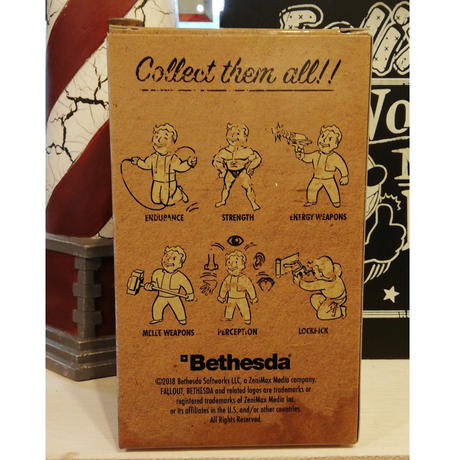 Collect them all!!
ENDURANCE STRENGTH ENERGY WEAPONS
MELEE WEAPONS PERCEPTION LOCKPICK
Bethesda
©2018 Bethesda Softworks LLC, a ZeniMax Media company.
FALLOUT, BETHESDA and related logos are trademarks or
registered trademarks of ZeniMax Media Inc.
or its affiliates in the U.S. and/or other countries.
All Rights Reserved.